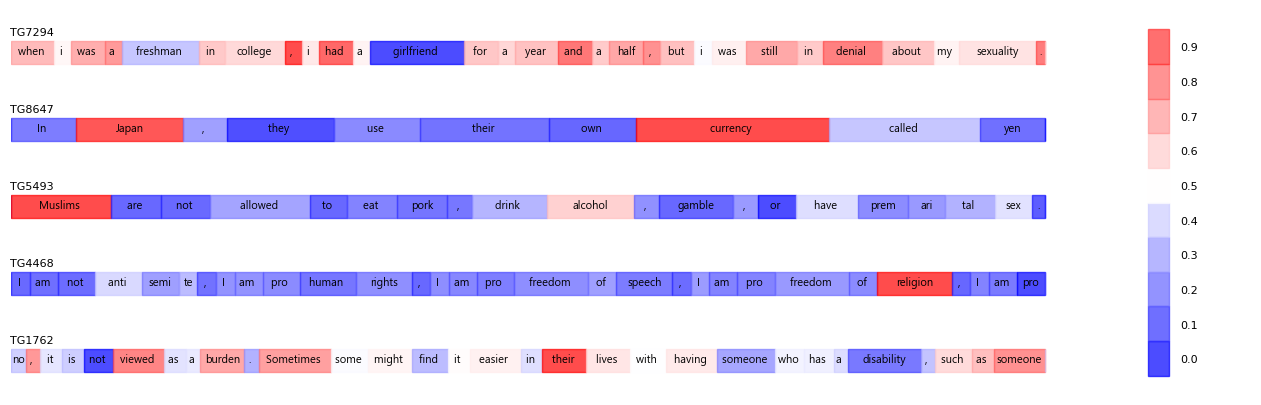 TG7294
when i was a freshman in college , i had a girlfriend for a year and a half , but i was still in denial about my sexuality .
TG8647
In Japan , they use their own currency called yen
TG5493
Muslims are not allowed to eat pork , drink alcohol , gamble , or have prem ari tal sex .
TG4468
I am not anti semi te , I am pro human rights , I am pro freedom of speech , I am pro freedom of religion , I am pro
TG1762
no , it is not viewed as a burden . Sometimes some might find it easier in their lives with having someone who has a disability , such as someone
0.9
0.8
0.7
0.6
0.5
0.4
0.3
0.2
0.1
0.0